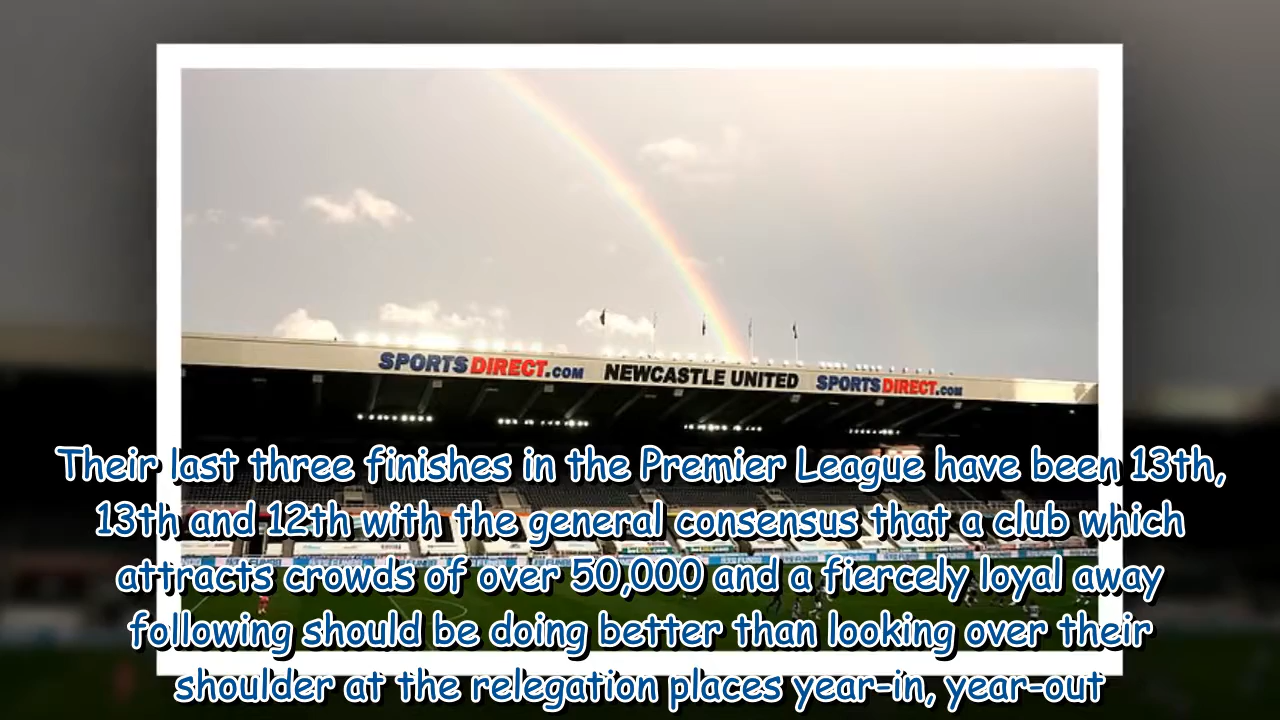 SPORTSDIRECT.COM NEWCASTLE UNITED SPORTSDIRECT.COM
Their last three finishes in the Premier League have been 13th,
13th and 12th with the general consensus that a club which
attracts crowds of over 50,000 and a fiercely loyal away
following should be doing better than looking over their
shoulder at the relegation places year-in, year-out